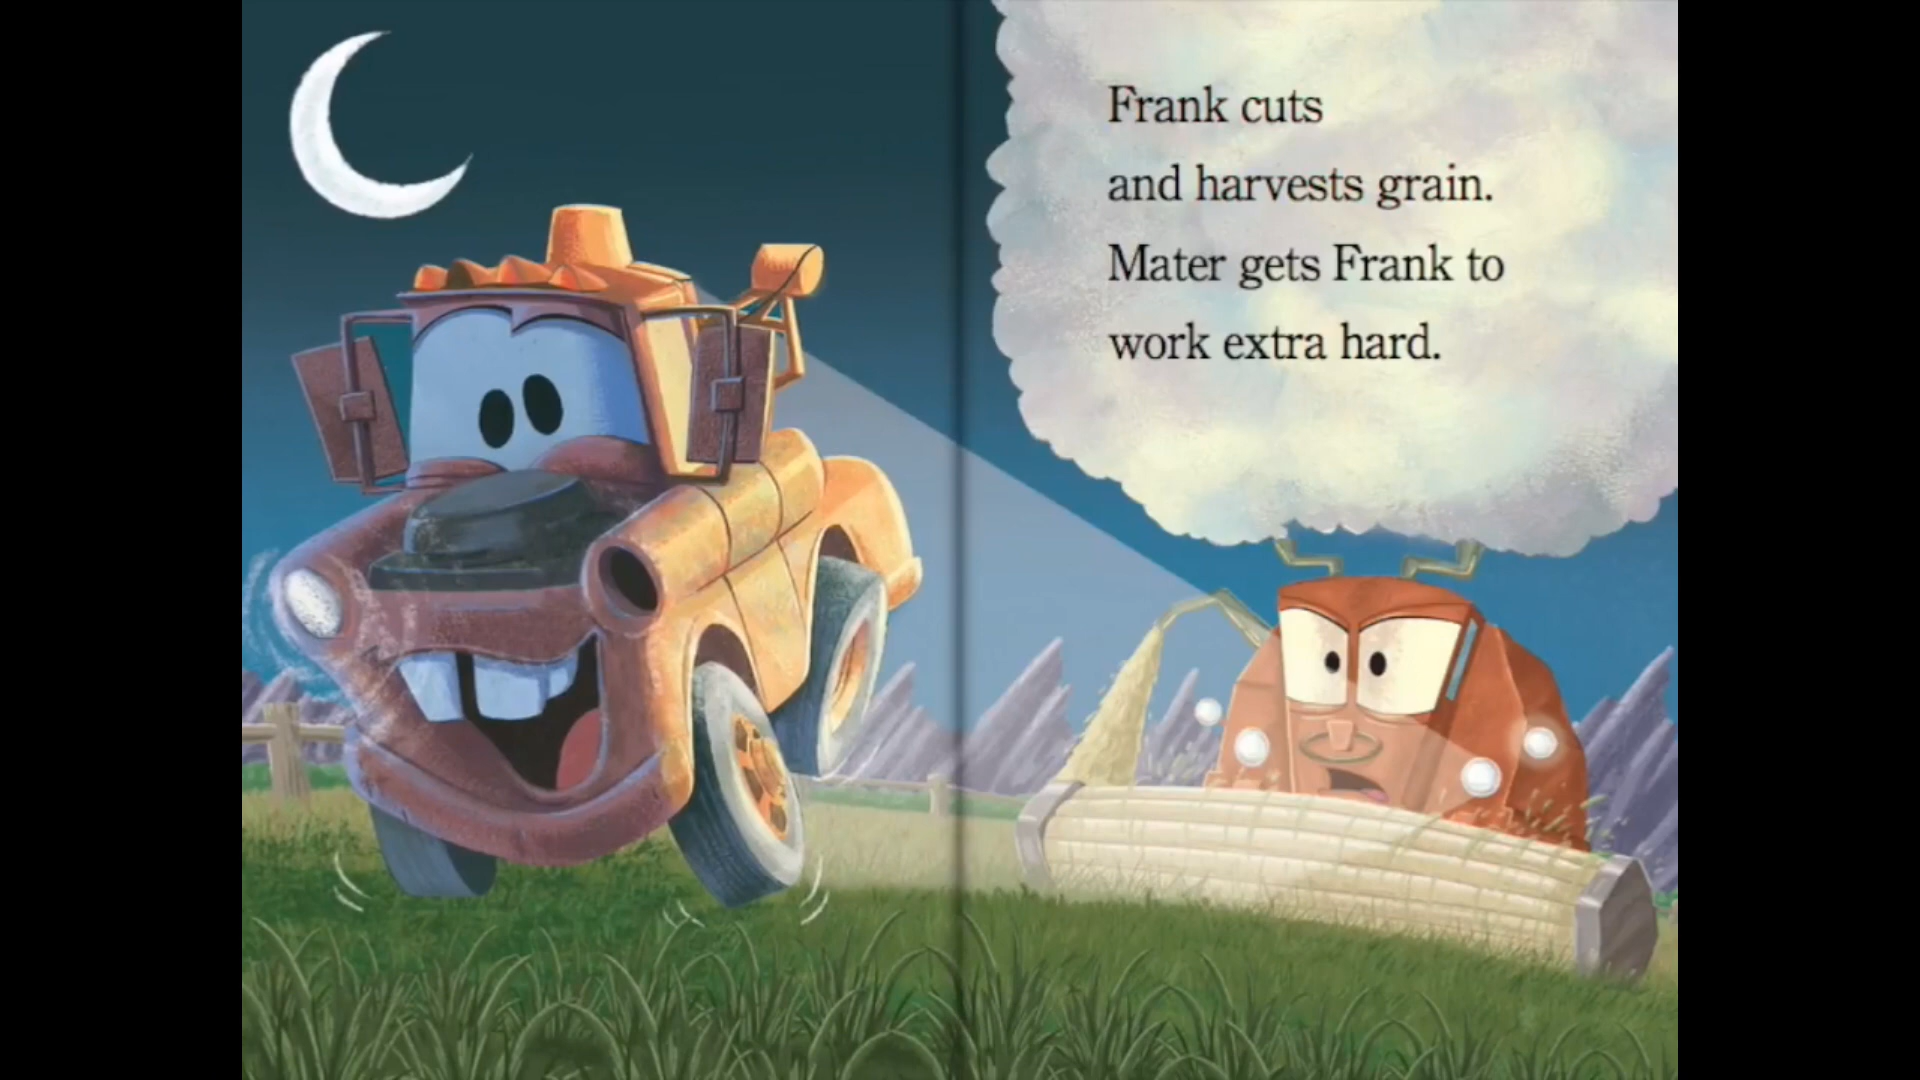 Frank cuts
and harvests grain.
Mater gets Frank to
work extra hard.